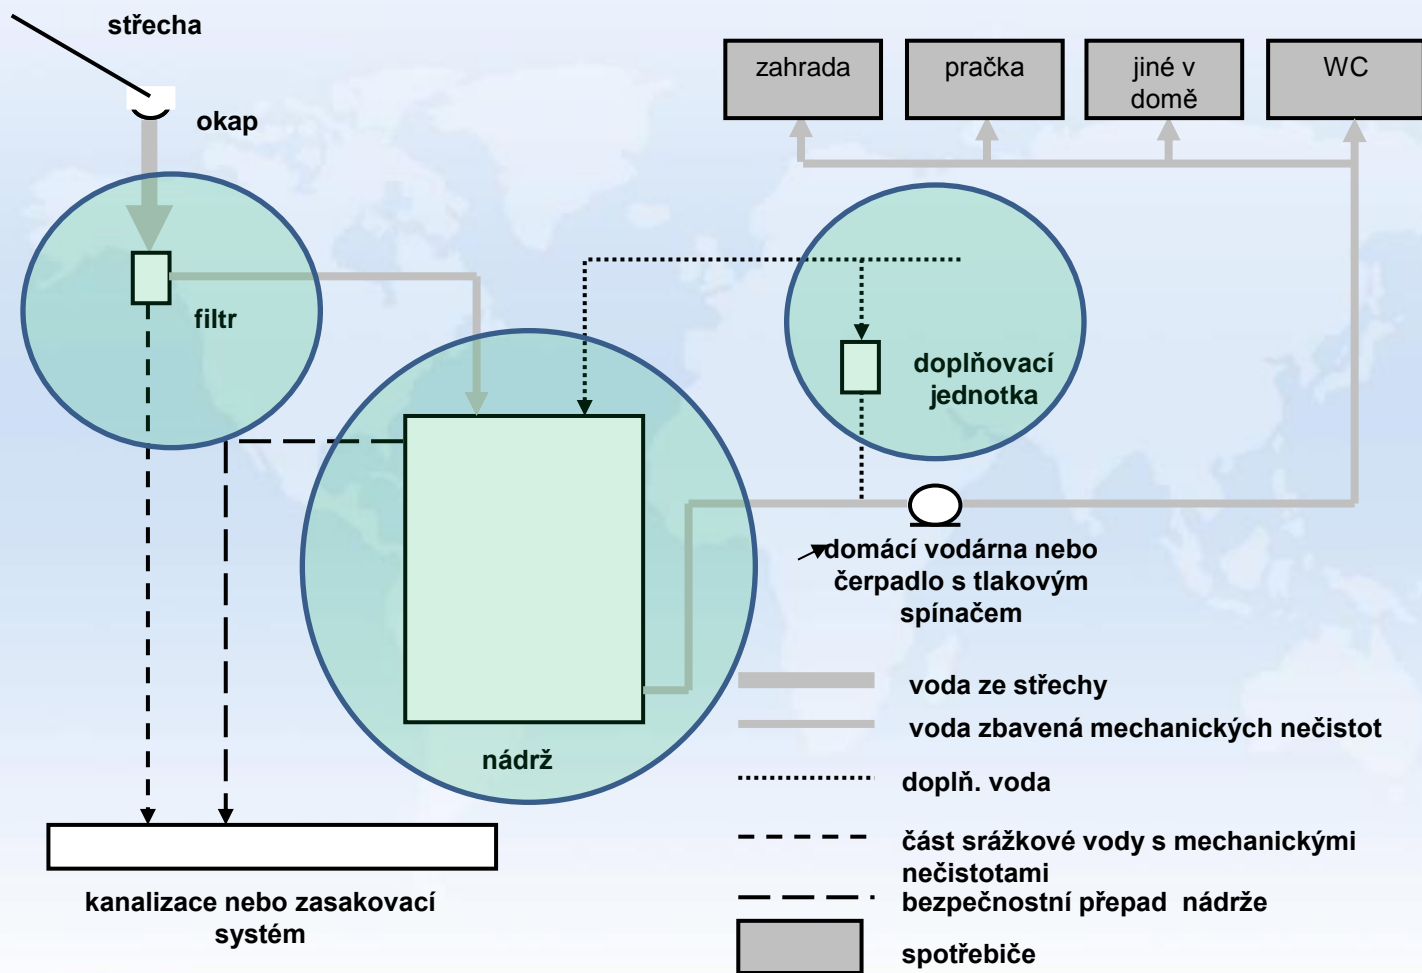 střecha
okap
zahrada
pračka
jiné v
domě
WC
filtr
doplňovací
jednotka
nádrž
domácí vodárna nebo
čerpadlo s tlakovým
spínačem
kanalizace nebo zasakovací
systém
voda ze střechy
voda zbavená mechanických nečistot
doplň. voda
část srážkové vody s mechanickými
nečistotami
bezpečnostní přepad nádrže
spotřebiče